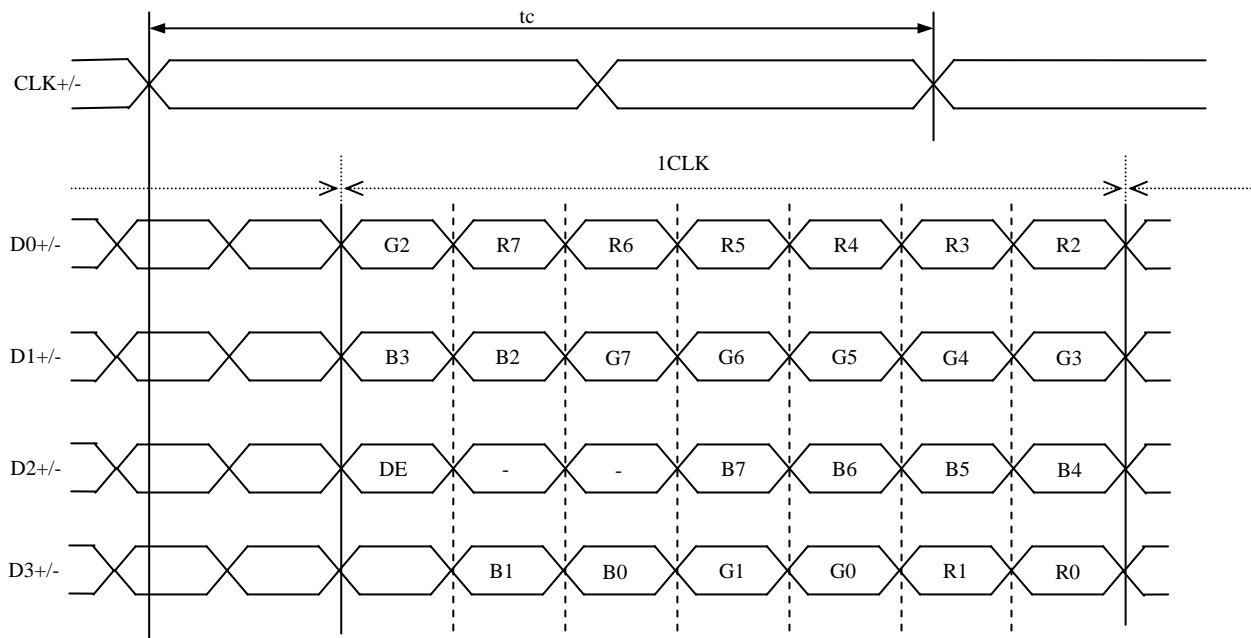 tc
CLK+/-
1CLK
D0+/- G2 R7 R6 R5 R4 R3 R2
D1+/- B3 B2 G7 G6 G5 G4 G3
D2+/- DE - - B7 B6 B5 B4
D3+/- B1 B0 G1 G0 R1 R0